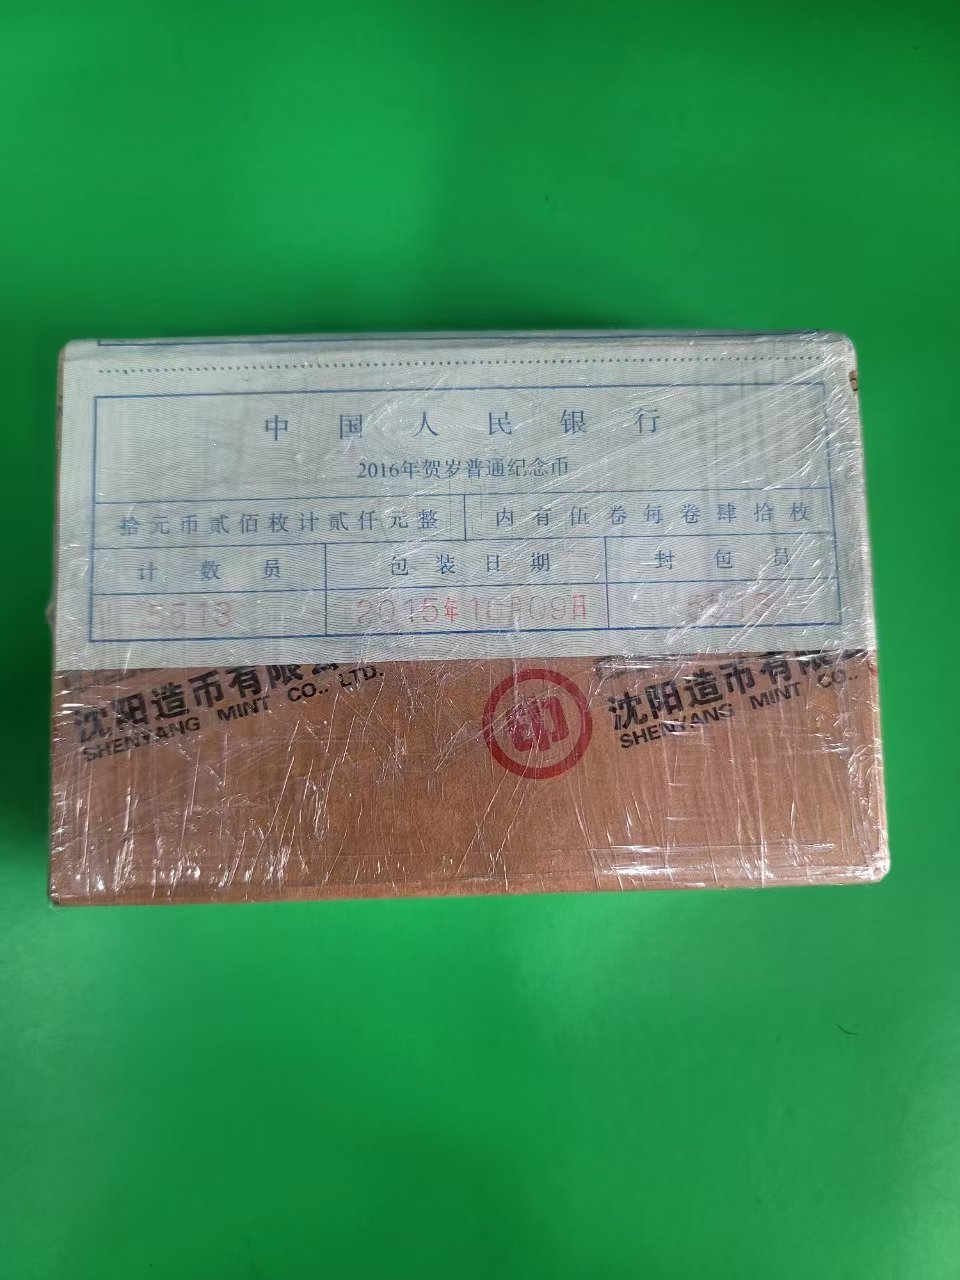 中国人民银行
2016年贺岁普通纪念币
拾元币贰佰枚计贰仟元整 内有伍卷每卷肆拾枚
计数员 包装日期 封包员
2015年10月09日
沈阳造币有限公 沈阳造币有限
SHENYANG MINT CO., LTD. SHENYANG MINT CO.,